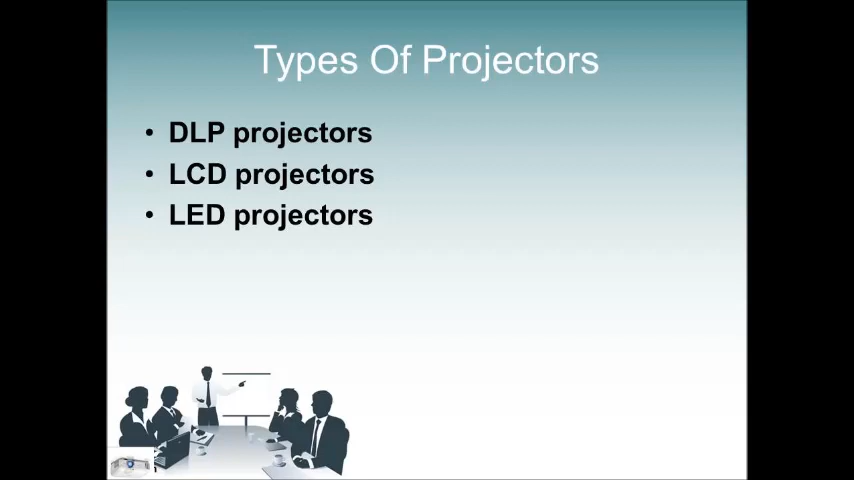 Types Of Projectors
• DLP projectors
• LCD projectors
• LED projectors